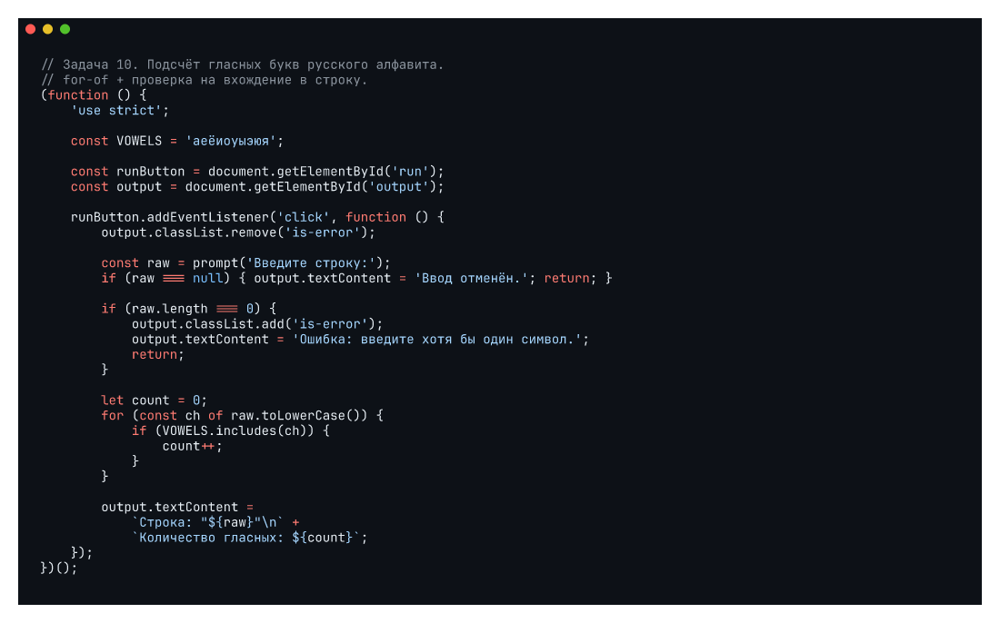 // Задача 10. Подсчёт гласных букв русского алфавита.
// for-of + проверка на вхождение в строку.
(function () {
    'use strict';

    const VOWELS = 'аеёиоуыэюя';

    const runButton = document.getElementById('run');
    const output = document.getElementById('output');

    runButton.addEventListener('click', function () {
        output.classList.remove('is-error');

        const raw = prompt('Введите строку:');
        if (raw === null) { output.textContent = 'Ввод отменён.'; return; }

        if (raw.length === 0) {
            output.classList.add('is-error');
            output.textContent = 'Ошибка: введите хотя бы один символ.';
            return;
        }

        let count = 0;
        for (const ch of raw.toLowerCase()) {
            if (VOWELS.includes(ch)) {
                count++;
            }
        }

        output.textContent =
            `Строка: "${raw}"\n` +
            `Количество гласных: ${count}`;
    });
})();